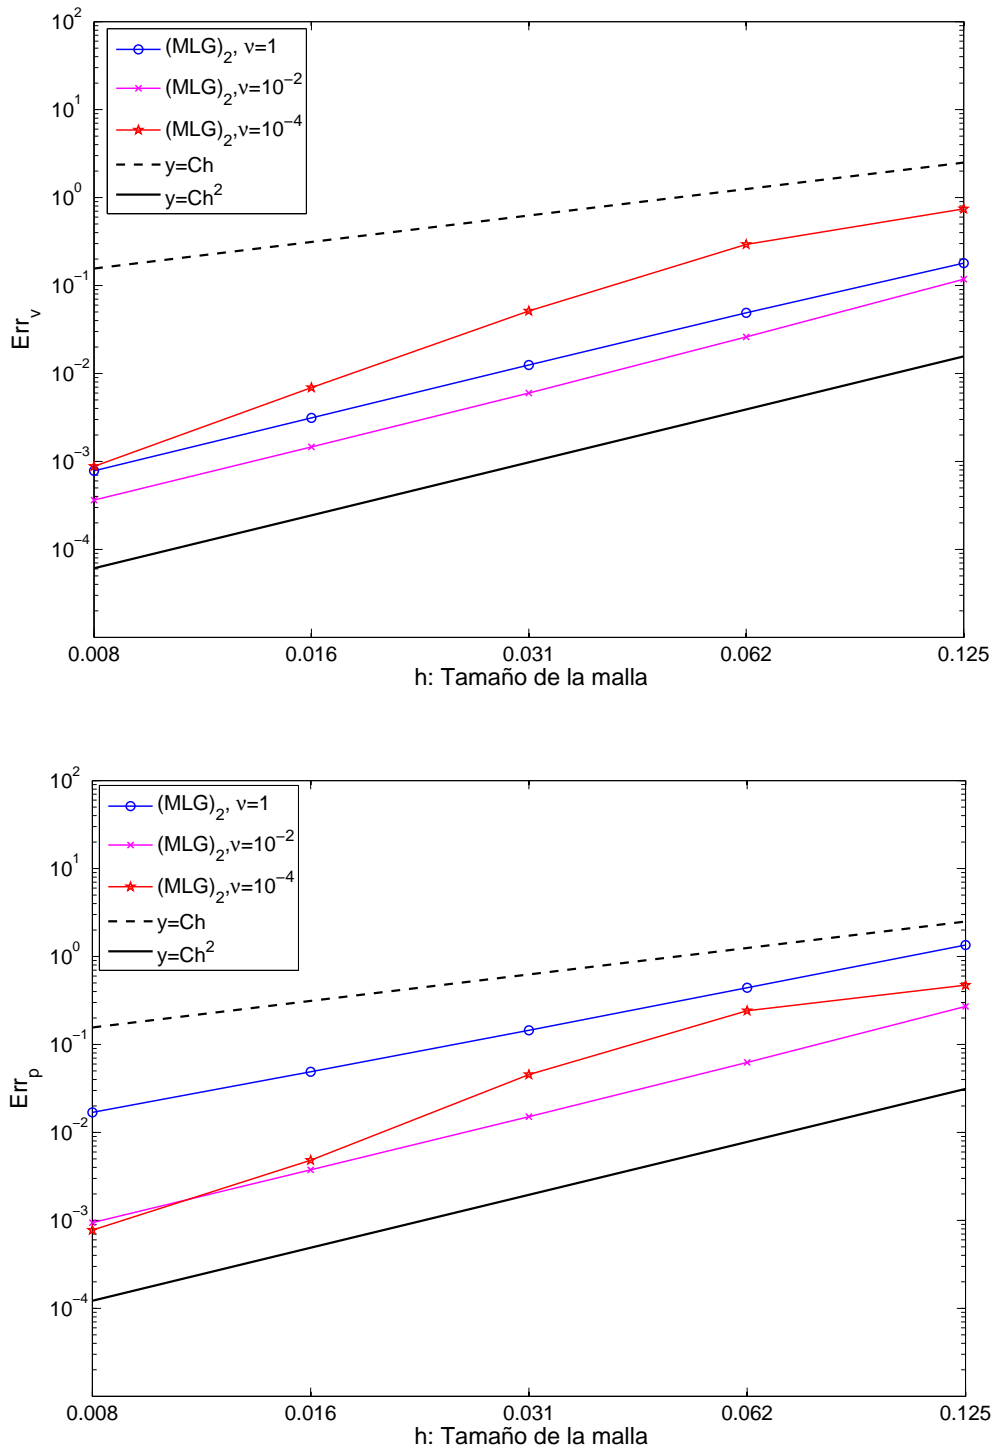 10^2
10^1
10^0
10^−1
10^−2
10^−3
10^−4
Err_v
(MLG)_2, ν=1
(MLG)_2,ν=10^−2
(MLG)_2,ν=10^−4
y=Ch
y=Ch^2
0.008
0.016
0.031
0.062
0.125
h: Tamaño de la malla
10^2
10^1
10^0
10^−1
10^−2
10^−3
10^−4
Err_p
(MLG)_2, ν=1
(MLG)_2,ν=10^−2
(MLG)_2,ν=10^−4
y=Ch
y=Ch^2
0.008
0.016
0.031
0.062
0.125
h: Tamaño de la malla